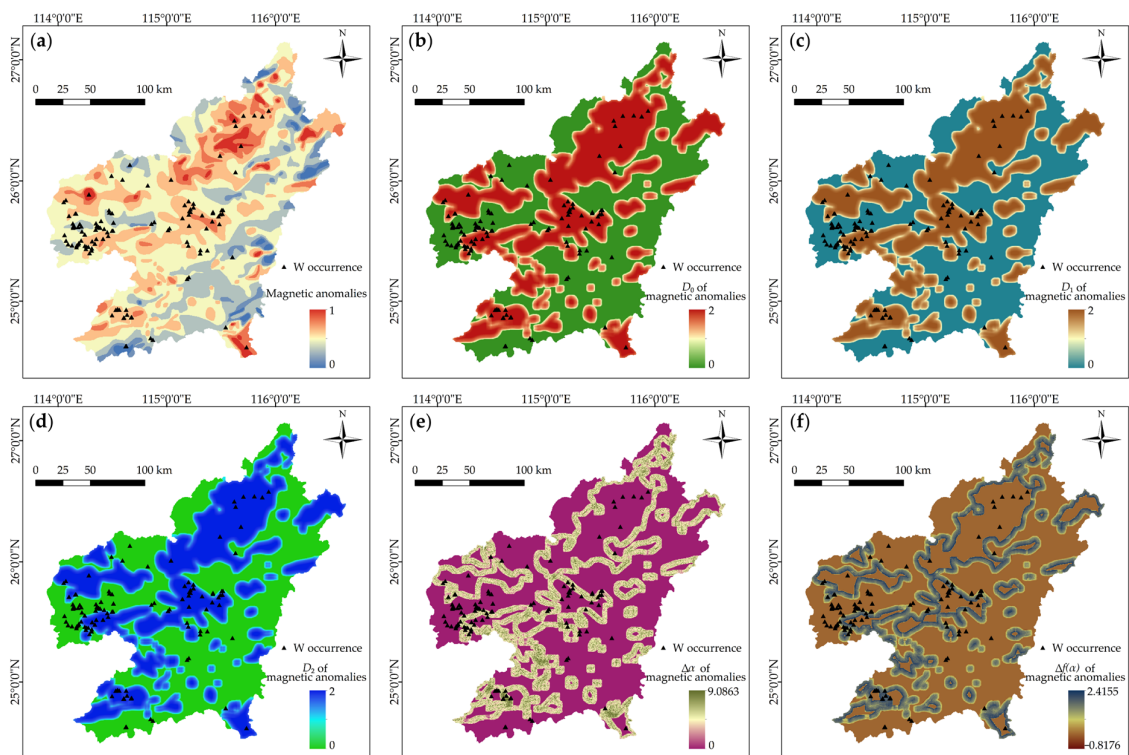 114°0'0"E 115°0'0"E 116°0'0"E
114°0'0"E 115°0'0"E 116°0'0"E
114°0'0"E 115°0'0"E 116°0'0"E
(a)
N
27°0'0"N
0 25 50 100 km
26°0'0"N
25°0'0"N
W occurrence
Magnetic anomalies
1
0
(b)
N
27°0'0"N
0 25 50 100 km
26°0'0"N
25°0'0"N
W occurrence
D0 of
magnetic anomalies
2
0
(c)
N
27°0'0"N
0 25 50 100 km
26°0'0"N
25°0'0"N
W occurrence
D1 of
magnetic anomalies
2
0
114°0'0"E 115°0'0"E 116°0'0"E
114°0'0"E 115°0'0"E 116°0'0"E
114°0'0"E 115°0'0"E 116°0'0"E
(d)
N
27°0'0"N
0 25 50 100 km
26°0'0"N
25°0'0"N
W occurrence
D2 of
magnetic anomalies
2
0
(e)
N
27°0'0"N
0 25 50 100 km
26°0'0"N
25°0'0"N
W occurrence
Δα of
magnetic anomalies
9.0863
0
(f)
N
27°0'0"N
0 25 50 100 km
26°0'0"N
25°0'0"N
W occurrence
Δf(α) of
magnetic anomalies
2.4155
-0.8176